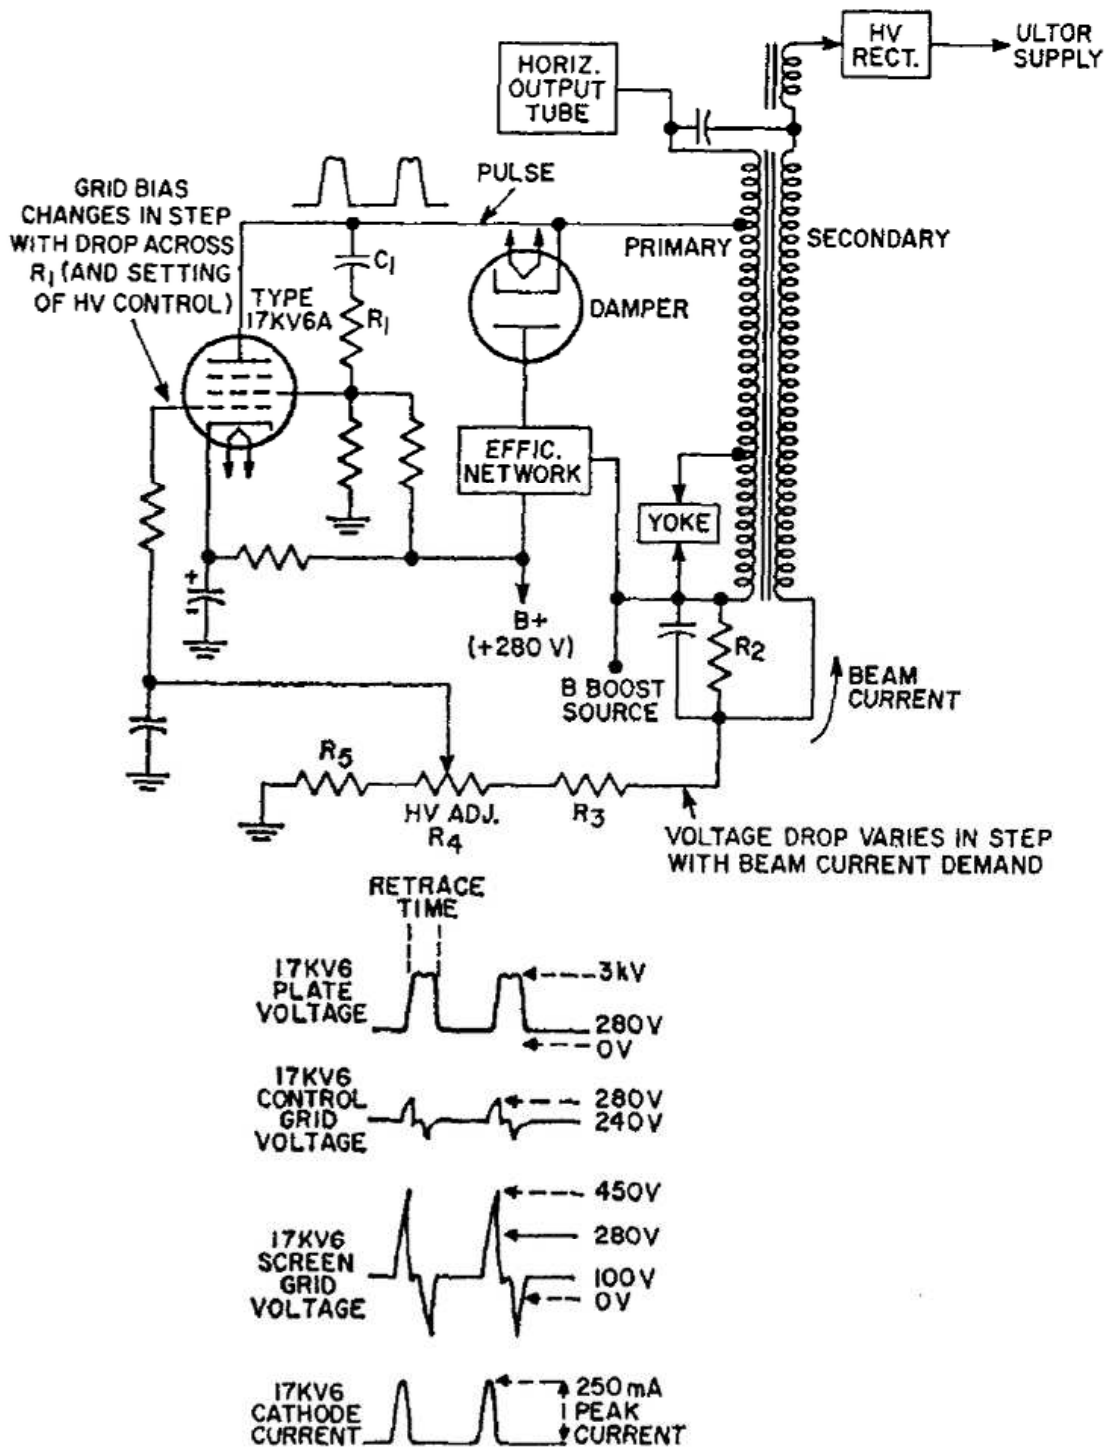 HV
RECT.
ULTOR
SUPPLY
HORIZ.
OUTPUT
TUBE
GRID BIAS
CHANGES IN STEP
WITH DROP ACROSS
R1 (AND SETTING
OF HV CONTROL)
PULSE
PRIMARY
SECONDARY
TYPE
17KV6A
C1
R1
DAMPER
EFFIC.
NETWORK
YOKE
+
-
B+
(+280 V)
B BOOST
SOURCE
R2
BEAM
CURRENT
R5
HV ADJ.
R4
R3
VOLTAGE DROP VARIES IN STEP
WITH BEAM CURRENT DEMAND
RETRACE
TIME
17KV6
PLATE
VOLTAGE
3kV
280V
0V
17KV6
CONTROL
GRID
VOLTAGE
280V
240V
17KV6
SCREEN
GRID
VOLTAGE
450V
280V
100V
0V
17KV6
CATHODE
CURRENT
250mA
PEAK
CURRENT